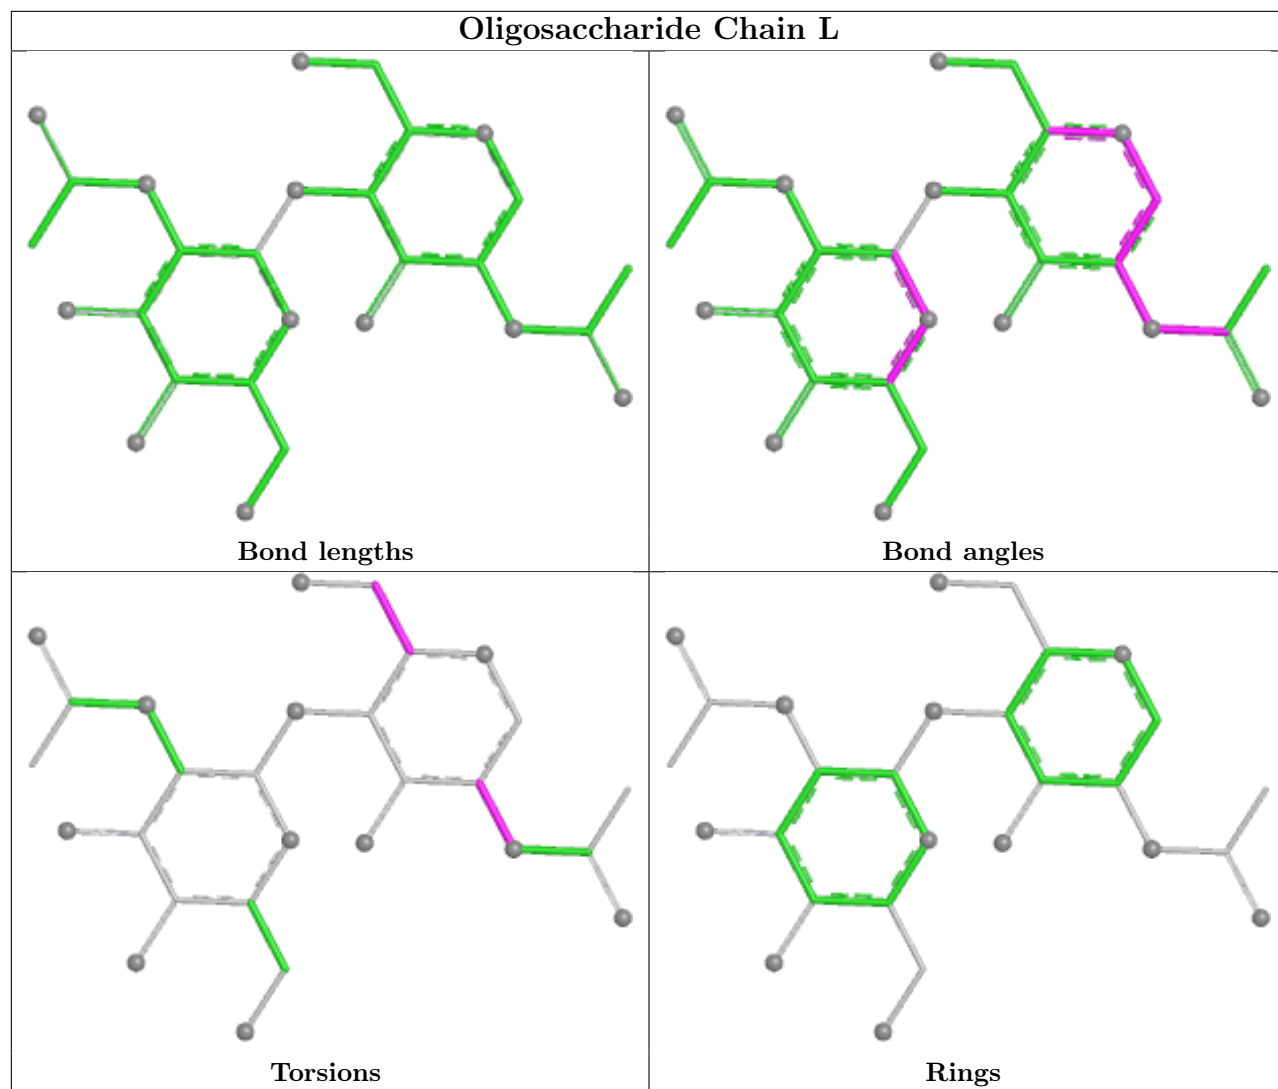 Oligosaccharide Chain L
Bond lengths
Bond angles
Torsions
Rings